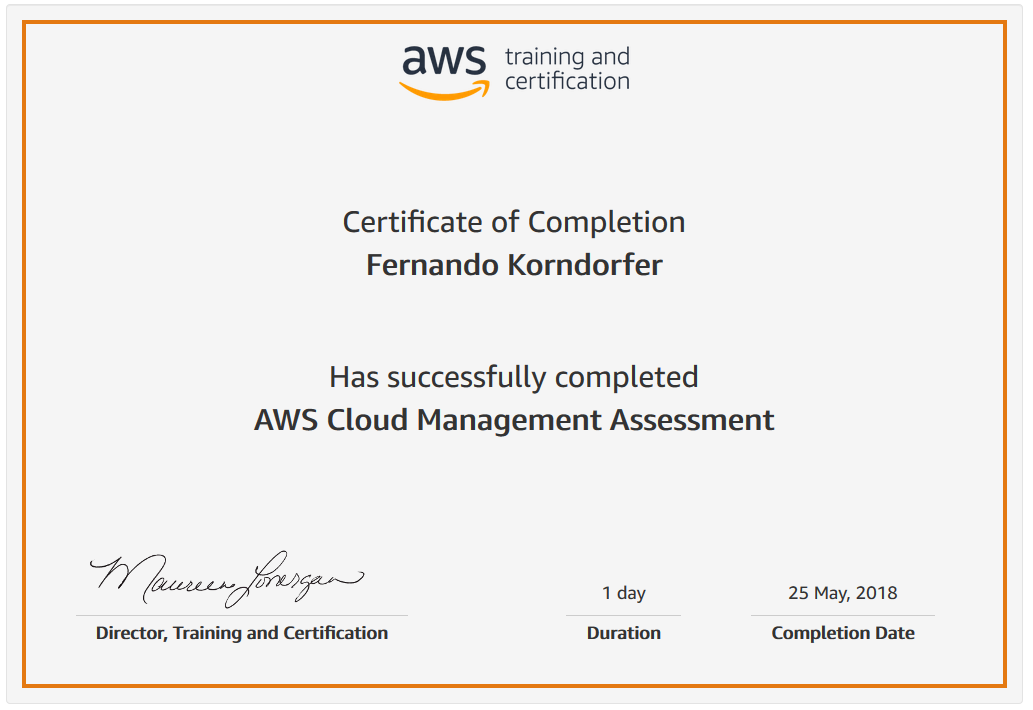 aws training and
certification
Certificate of Completion
Fernando Korndorfer
Has successfully completed
AWS Cloud Management Assessment
Maureen Lonergan
1 day
25 May, 2018
Director, Training and Certification
Duration
Completion Date